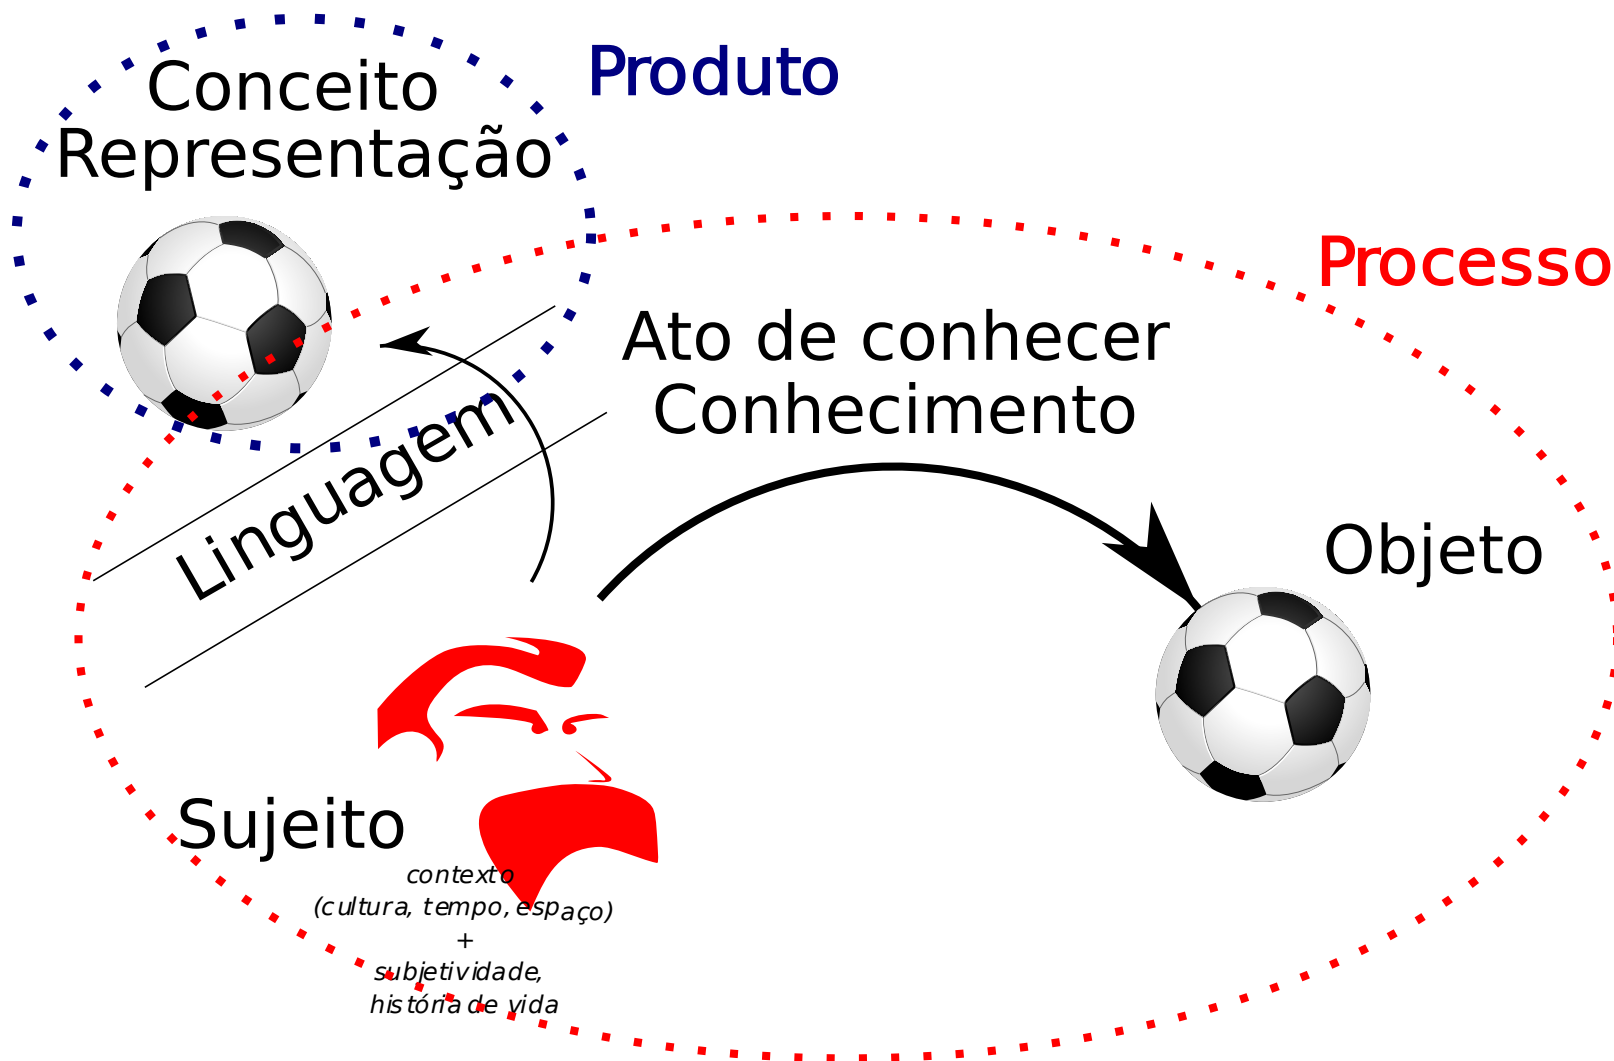 Produto
Conceito
Representação
Processo
Ato de conhecer
Conhecimento
Linguagem
Objeto
Sujeito
contexto
(cultura, tempo, espaço)
+
subjetividade,
história de vida